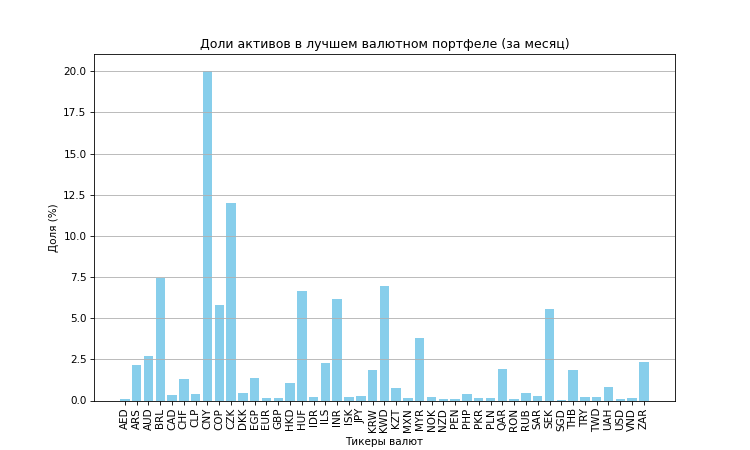 Доли активов в лучшем валютном портфеле (за месяц)
20.0
17.5
15.0
12.5
10.0
7.5
5.0
2.5
0.0
Доля (%)
AED ARS AUD BRL CAD CHF CLP CNY COP CZK DKK EGP EUR GBP HKD HUF IDR ILS INR ISK JPY KRW KWD KZT MXN MYR NOK NZD PEN PHP PKR PLN QAR RON RUB SAR SEK SGD THB TRY TWD UAH USD VND ZAR
Тикеры валют